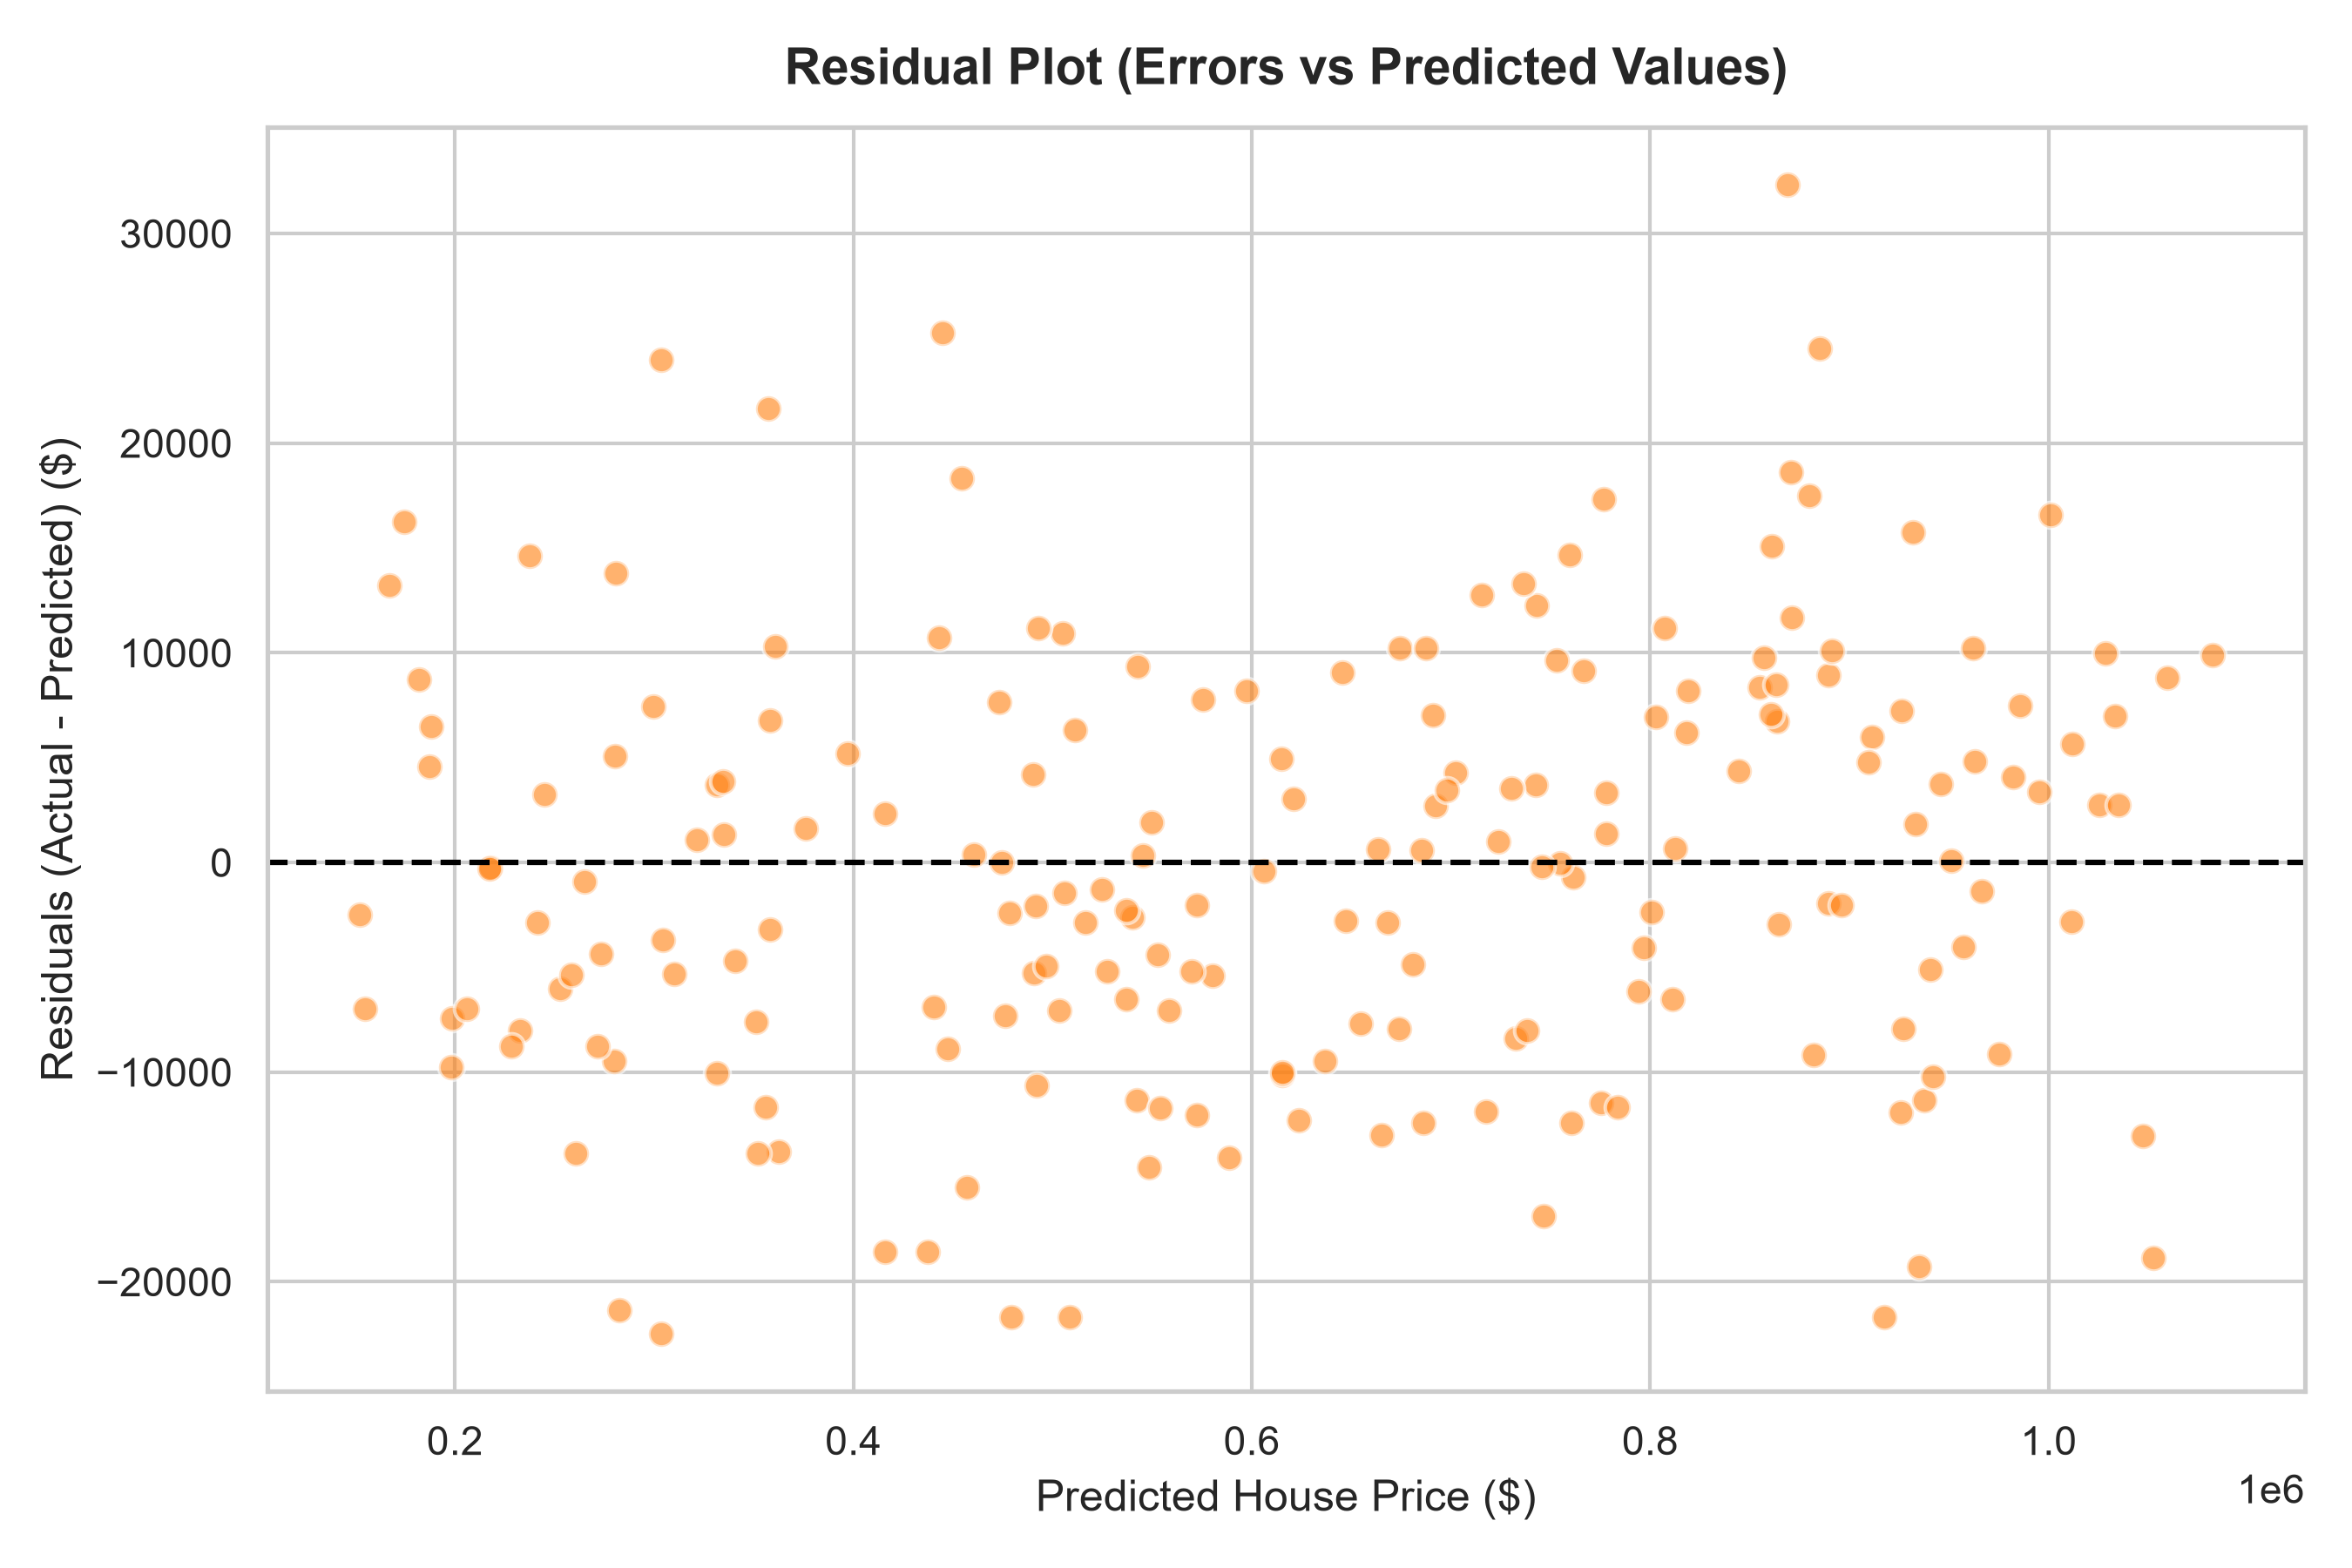 Residual Plot (Errors vs Predicted Values)
Residuals (Actual - Predicted) ($)
30000
20000
10000
0
−10000
−20000
0.2 0.4 0.6 0.8 1.0
1e6
Predicted House Price ($)